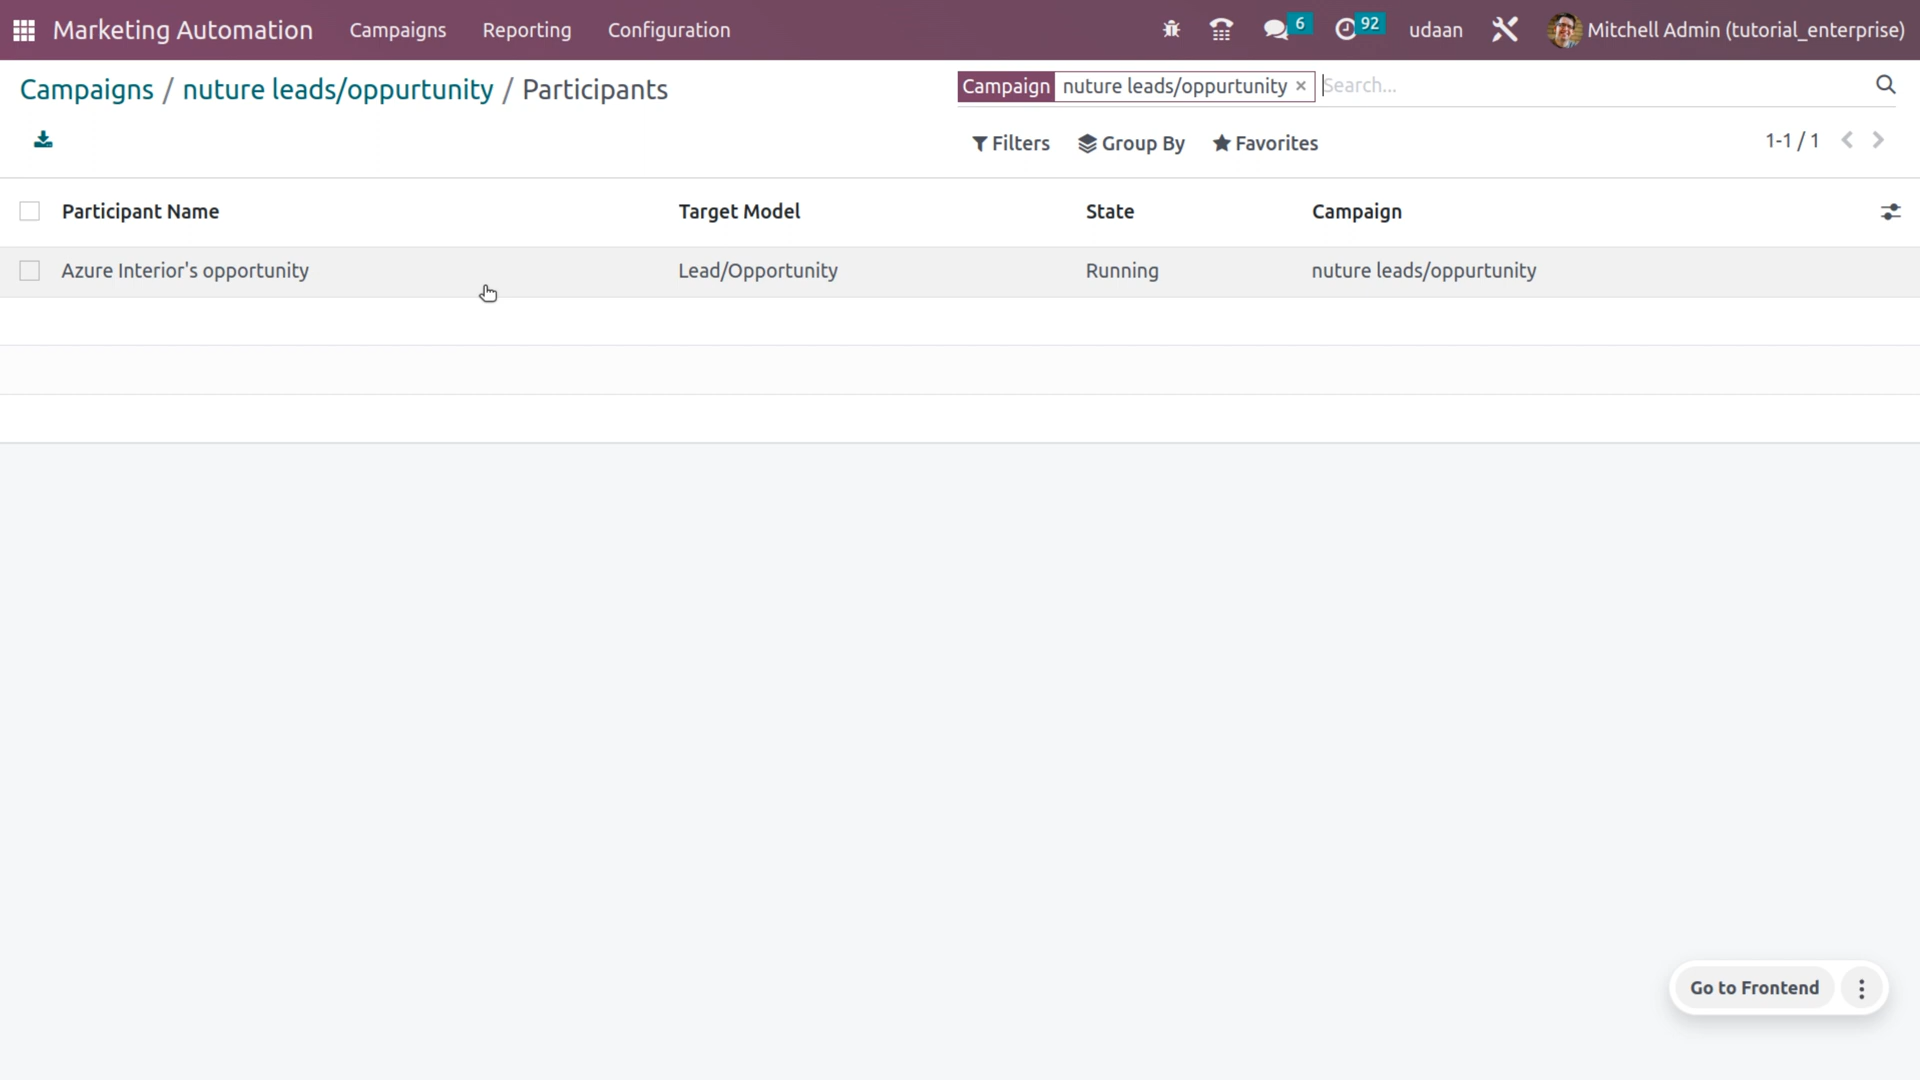 Marketing Automation Campaigns Reporting Configuration 6 92 udaan Mitchell Admin (tutorial_enterprise)
Campaigns / nuture leads/oppurtunity / Participants
Campaign nuture leads/oppurtunity × Search...
Filters Group By Favorites 1-1 / 1
Participant Name Target Model State Campaign
Azure Interior's opportunity Lead/Opportunity Running nuture leads/oppurtunity
Go to Frontend